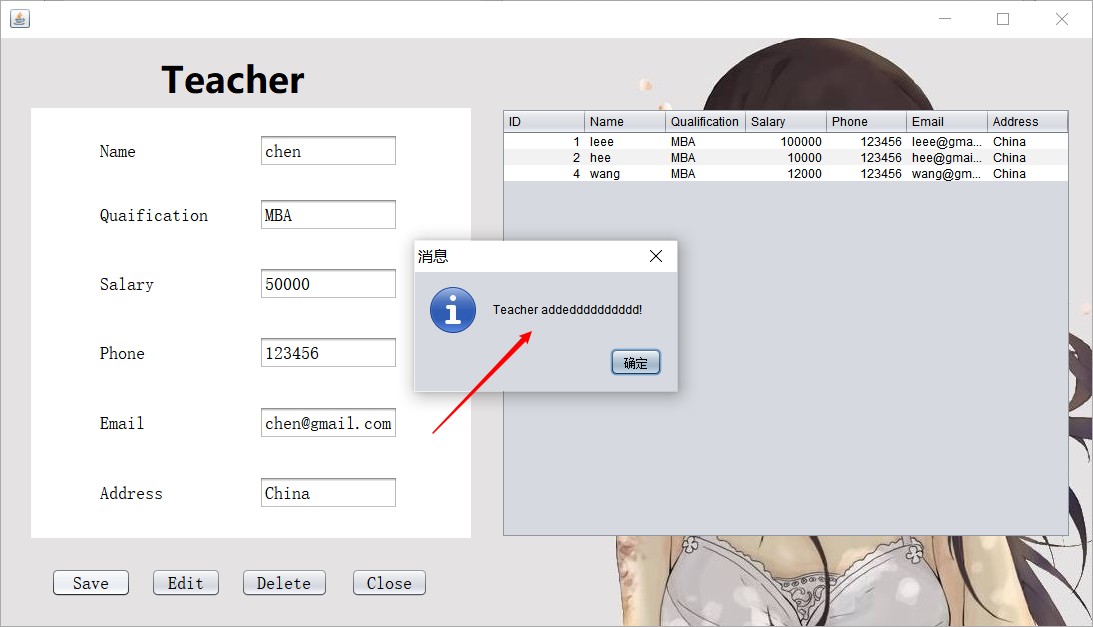 Teacher
Name chen
Quaification MBA
Salary 50000
Phone 123456
Email chen@gmail.com
Address China
Save Edit Delete Close
ID Name Qualification Salary Phone Email Address
1 leee MBA 100000 123456 leee@gma... China
2 hee MBA 10000 123456 hee@gmai... China
4 wang MBA 12000 123456 wang@gm... China
消息
Teacher addedddddddddd!
确定